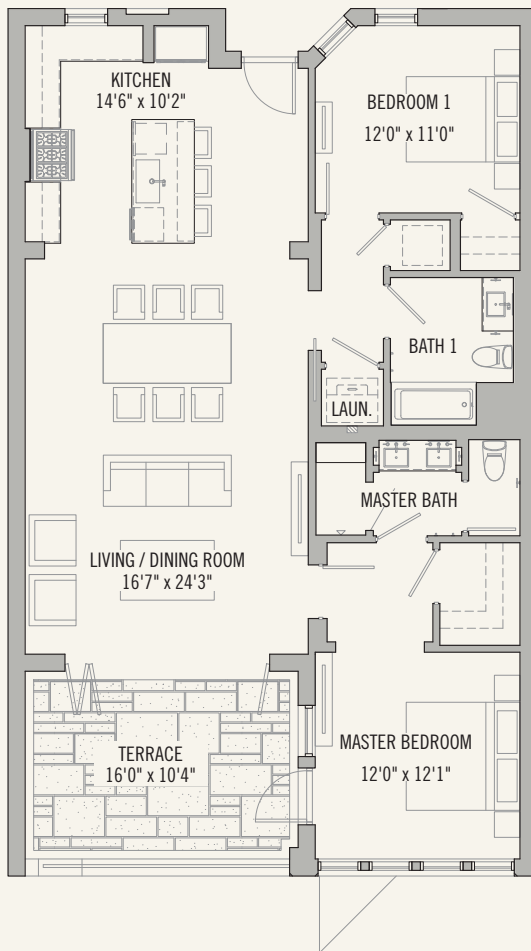 KITCHEN
14'6" x 10'2"
BEDROOM 1
12'0" x 11'0"
BATH 1
LAUN.
MASTER BATH
LIVING / DINING ROOM
16'7" x 24'3"
MASTER BEDROOM
12'0" x 12'1"
TERRACE
16'0" x 10'4"